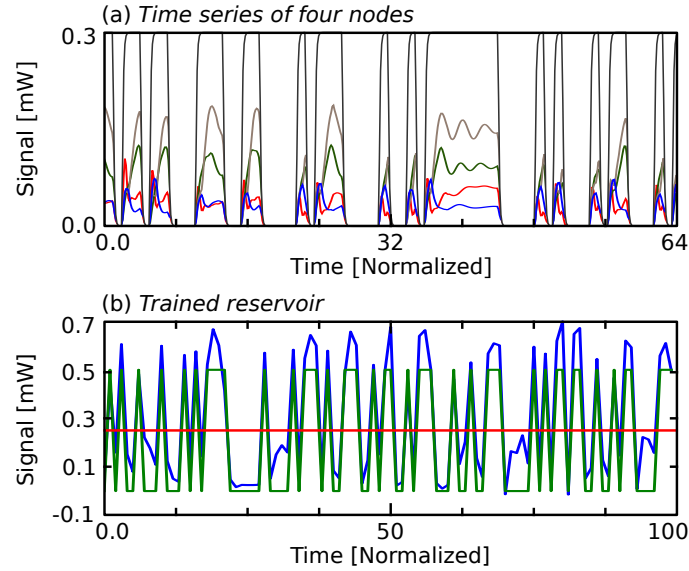 (a) Time series of four nodes
0.3
Signal [mW]
0.0
0.0 32 64
Time [Normalized]
(b) Trained reservoir
0.7
0.5
0.3
0.1
-0.1
Signal [mW]
0.0 50 100
Time [Normalized]